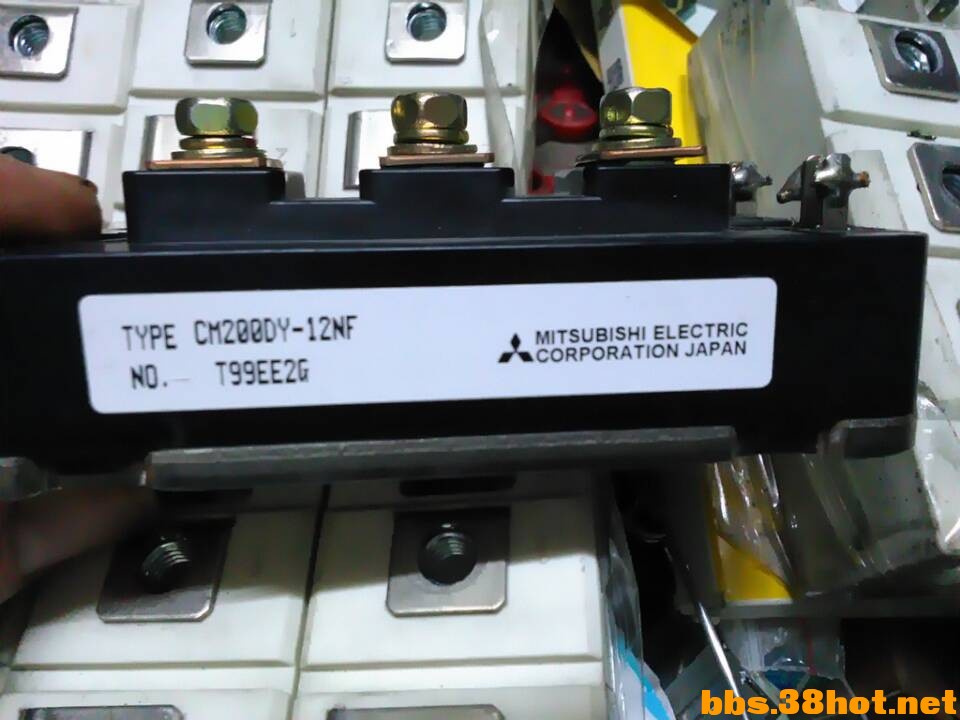 TYPE CM200DY-12NF
NO. T99EE2G
MITSUBISHI ELECTRIC
CORPORATION JAPAN
bbs.38hot.net